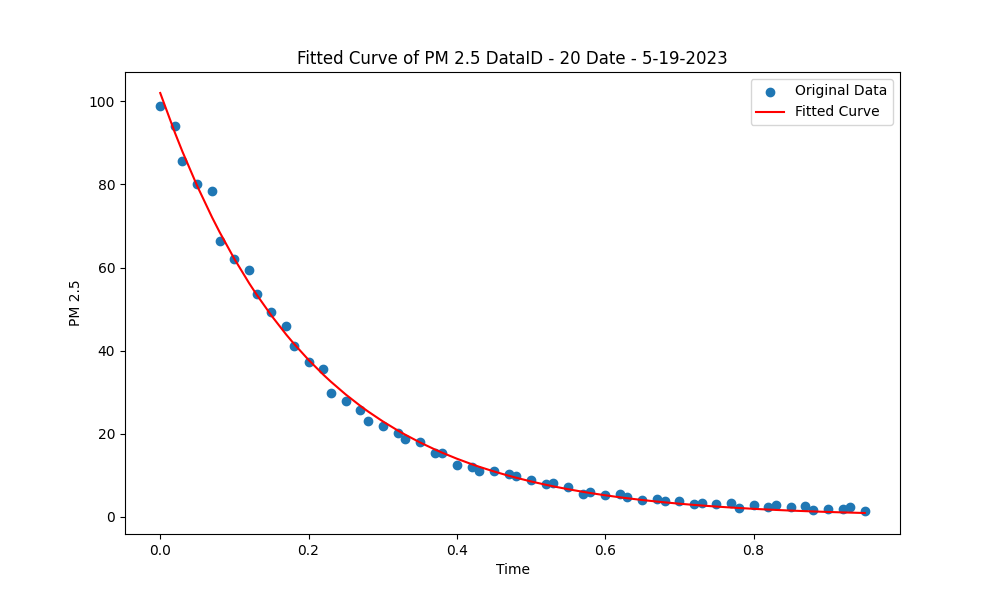 Fitted Curve of PM 2.5 DataID - 20 Date - 5-19-2023
Original Data
Fitted Curve
100
80
60
40
20
0
PM 2.5
0.0 0.2 0.4 0.6 0.8
Time